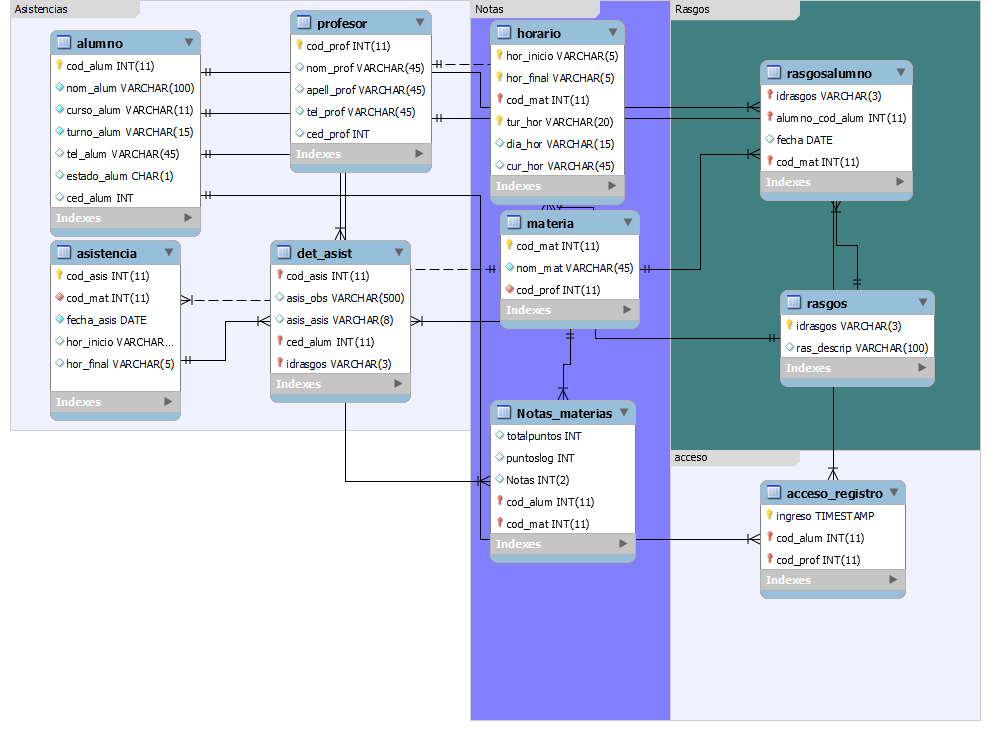 Asistencias
alumno
cod_alum INT(11)
nom_alum VARCHAR(100)
curso_alum VARCHAR(11)
turno_alum VARCHAR(15)
tel_alum VARCHAR(45)
estado_alum CHAR(1)
ced_alum INT
Indexes
profesor
cod_prof INT(11)
nom_prof VARCHAR(45)
apell_prof VARCHAR(45)
tel_prof VARCHAR(45)
ced_prof INT
Indexes
asistencia
cod_asis INT(11)
cod_mat INT(11)
fecha_asis DATE
hor_inicio VARCHAR...
hor_final VARCHAR(5)
Indexes
det_asist
cod_asis INT(11)
asis_obs VARCHAR(500)
asis_asis VARCHAR(8)
ced_alum INT(11)
idrasgos VARCHAR(3)
Indexes
Notas
horario
hor_inicio VARCHAR(5)
hor_final VARCHAR(5)
cod_mat INT(11)
tur_hor VARCHAR(20)
dia_hor VARCHAR(15)
cur_hor VARCHAR(45)
Indexes
materia
cod_mat INT(11)
nom_mat VARCHAR(45)
cod_prof INT(11)
Indexes
Notas_materias
totalpuntos INT
puntoslog INT
Notas INT(2)
cod_alum INT(11)
cod_mat INT(11)
Indexes
Rasgos
rasgosalumno
idrasgos VARCHAR(3)
alumno_cod_alum INT(11)
fecha DATE
cod_mat INT(11)
Indexes
rasgos
idrasgos VARCHAR(3)
ras_descrip VARCHAR(100)
Indexes
acceso
acceso_registro
ingreso TIMESTAMP
cod_alum INT(11)
cod_prof INT(11)
Indexes